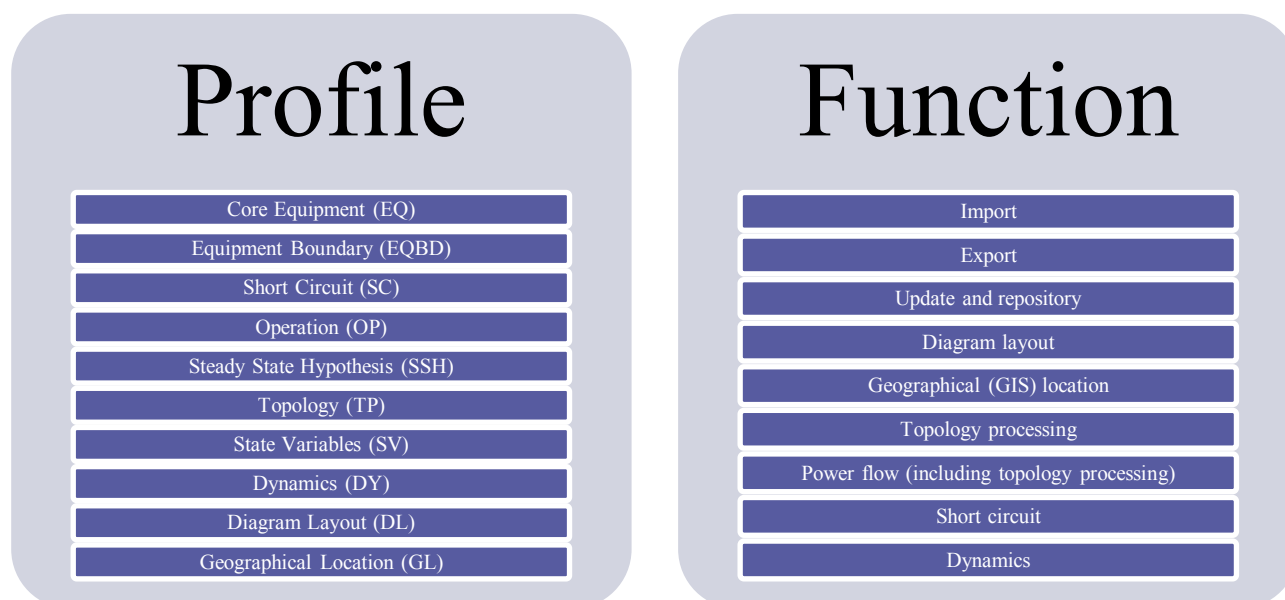 Profile
Core Equipment (EQ)
Equipment Boundary (EQBD)
Short Circuit (SC)
Operation (OP)
Steady State Hypothesis (SSH)
Topology (TP)
State Variables (SV)
Dynamics (DY)
Diagram Layout (DL)
Geographical Location (GL)
Function
Import
Export
Update and repository
Diagram layout
Geographical (GIS) location
Topology processing
Power flow (including topology processing)
Short circuit
Dynamics